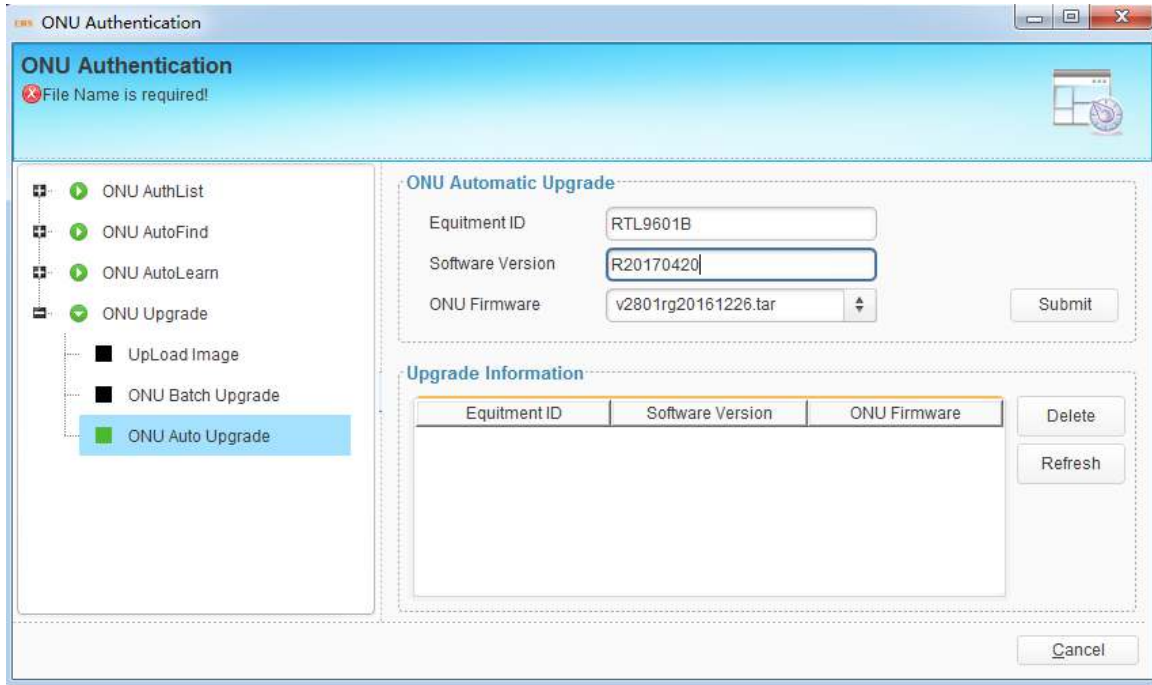 EMS ONU Authentication
ONU Authentication
File Name is required!
ONU AuthList
ONU AutoFind
ONU AutoLearn
ONU Upgrade
UpLoad Image
ONU Batch Upgrade
ONU Auto Upgrade
ONU Automatic Upgrade
Equitment ID RTL9601B
Software Version R20170420
ONU Firmware v2801rg20161226.tar Submit
Upgrade Information
Equitment ID Software Version ONU Firmware Delete
Refresh
Cancel